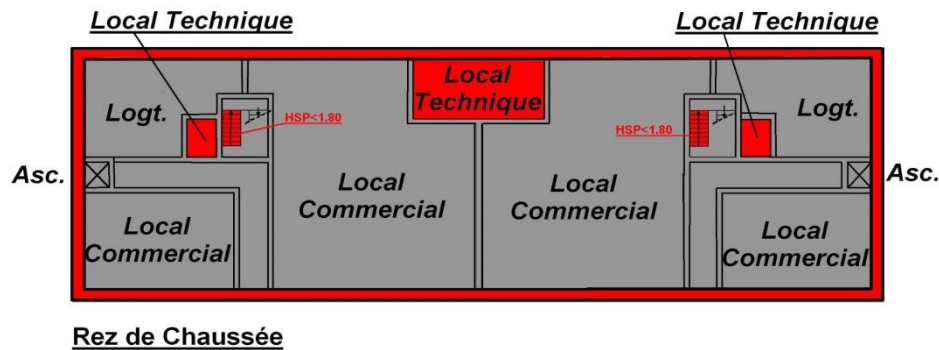 Local Technique
Local Technique
Local
Technique
Logt.
HSP<1.80
HSP<1.80
Logt.
Asc.
Asc.
Local
Commercial
Local
Commercial
Local
Commercial
Local
Commercial
Rez de Chaussée